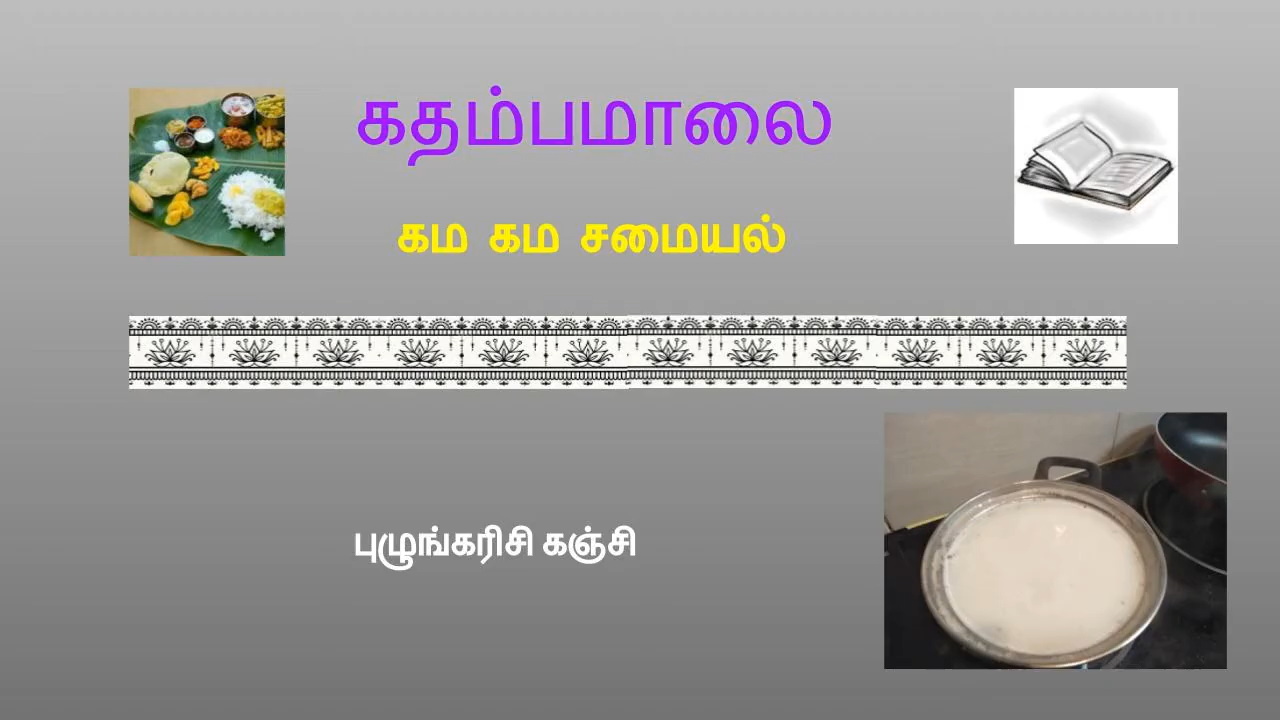 கதம்பமாலை
கம கம சமையல்
புழுங்கரிசி கஞ்சி